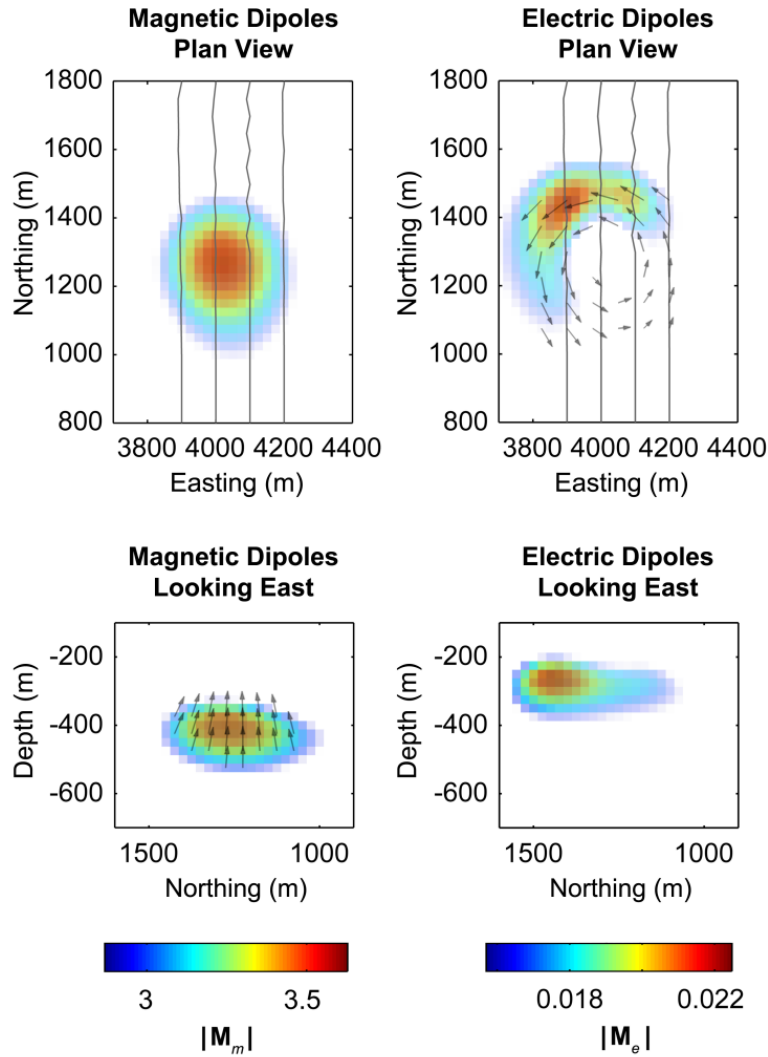 Magnetic Dipoles
Plan View
1800
1600
1400
1200
1000
800
Northing (m)
3800 4000 4200 4400
Easting (m)
Electric Dipoles
Plan View
1800
1600
1400
1200
1000
800
Northing (m)
3800 4000 4200 4400
Easting (m)
Magnetic Dipoles
Looking East
-200
-400
-600
Depth (m)
1500 1000
Northing (m)
Electric Dipoles
Looking East
-200
-400
-600
Depth (m)
1500 1000
Northing (m)
3 3.5
|Mm|
0.018 0.022
|Me|